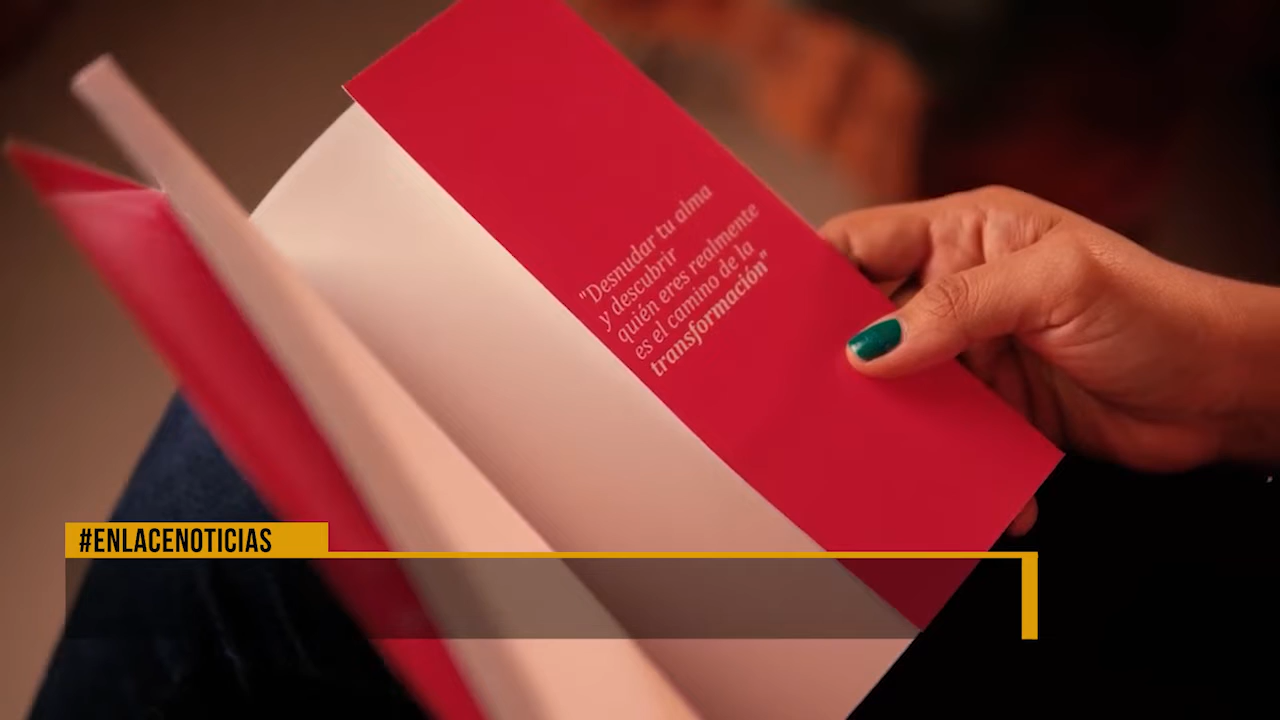 "Desnudar tu alma
y descubrir
quién eres realmente
es el camino de la
transformación"
#ENLACENOTICIAS